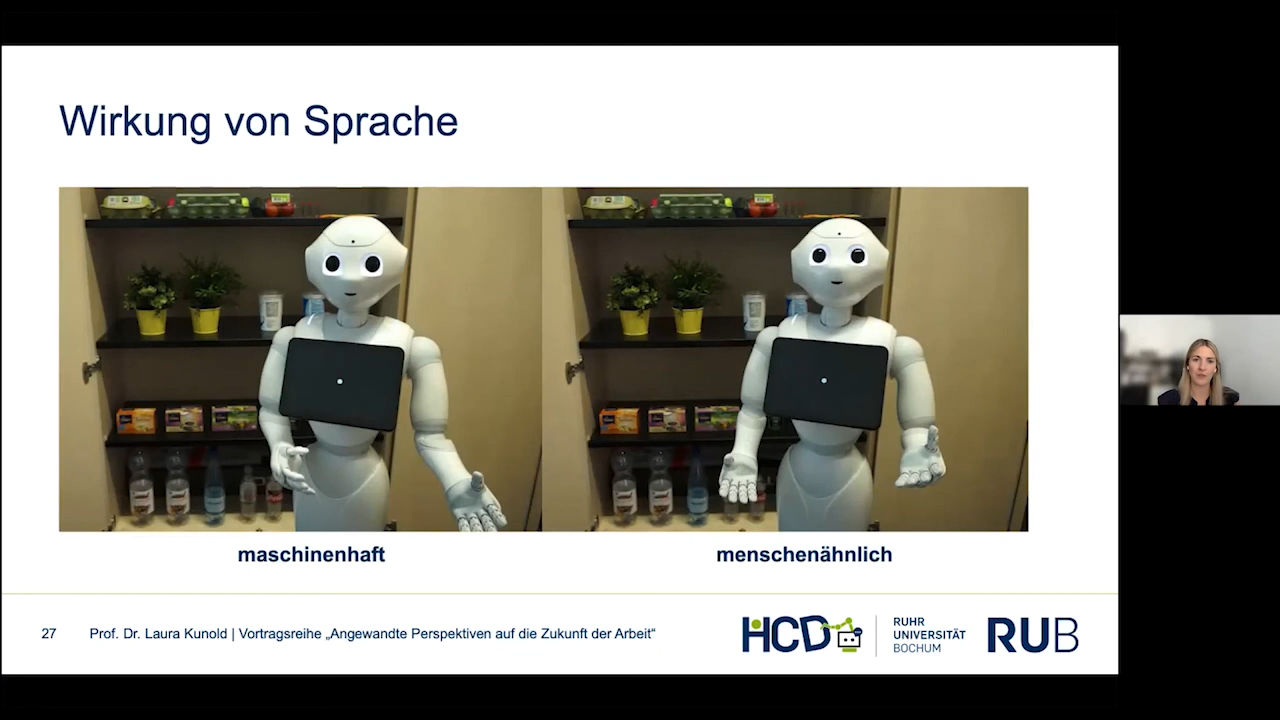 Wirkung von Sprache
maschinenhaft
menschenähnlich
27
Prof. Dr. Laura Kunold | Vortragsreihe „Angewandte Perspektiven auf die Zukunft der Arbeit“
HCD
RUHR
UNIVERSITÄT
BOCHUM
RUB